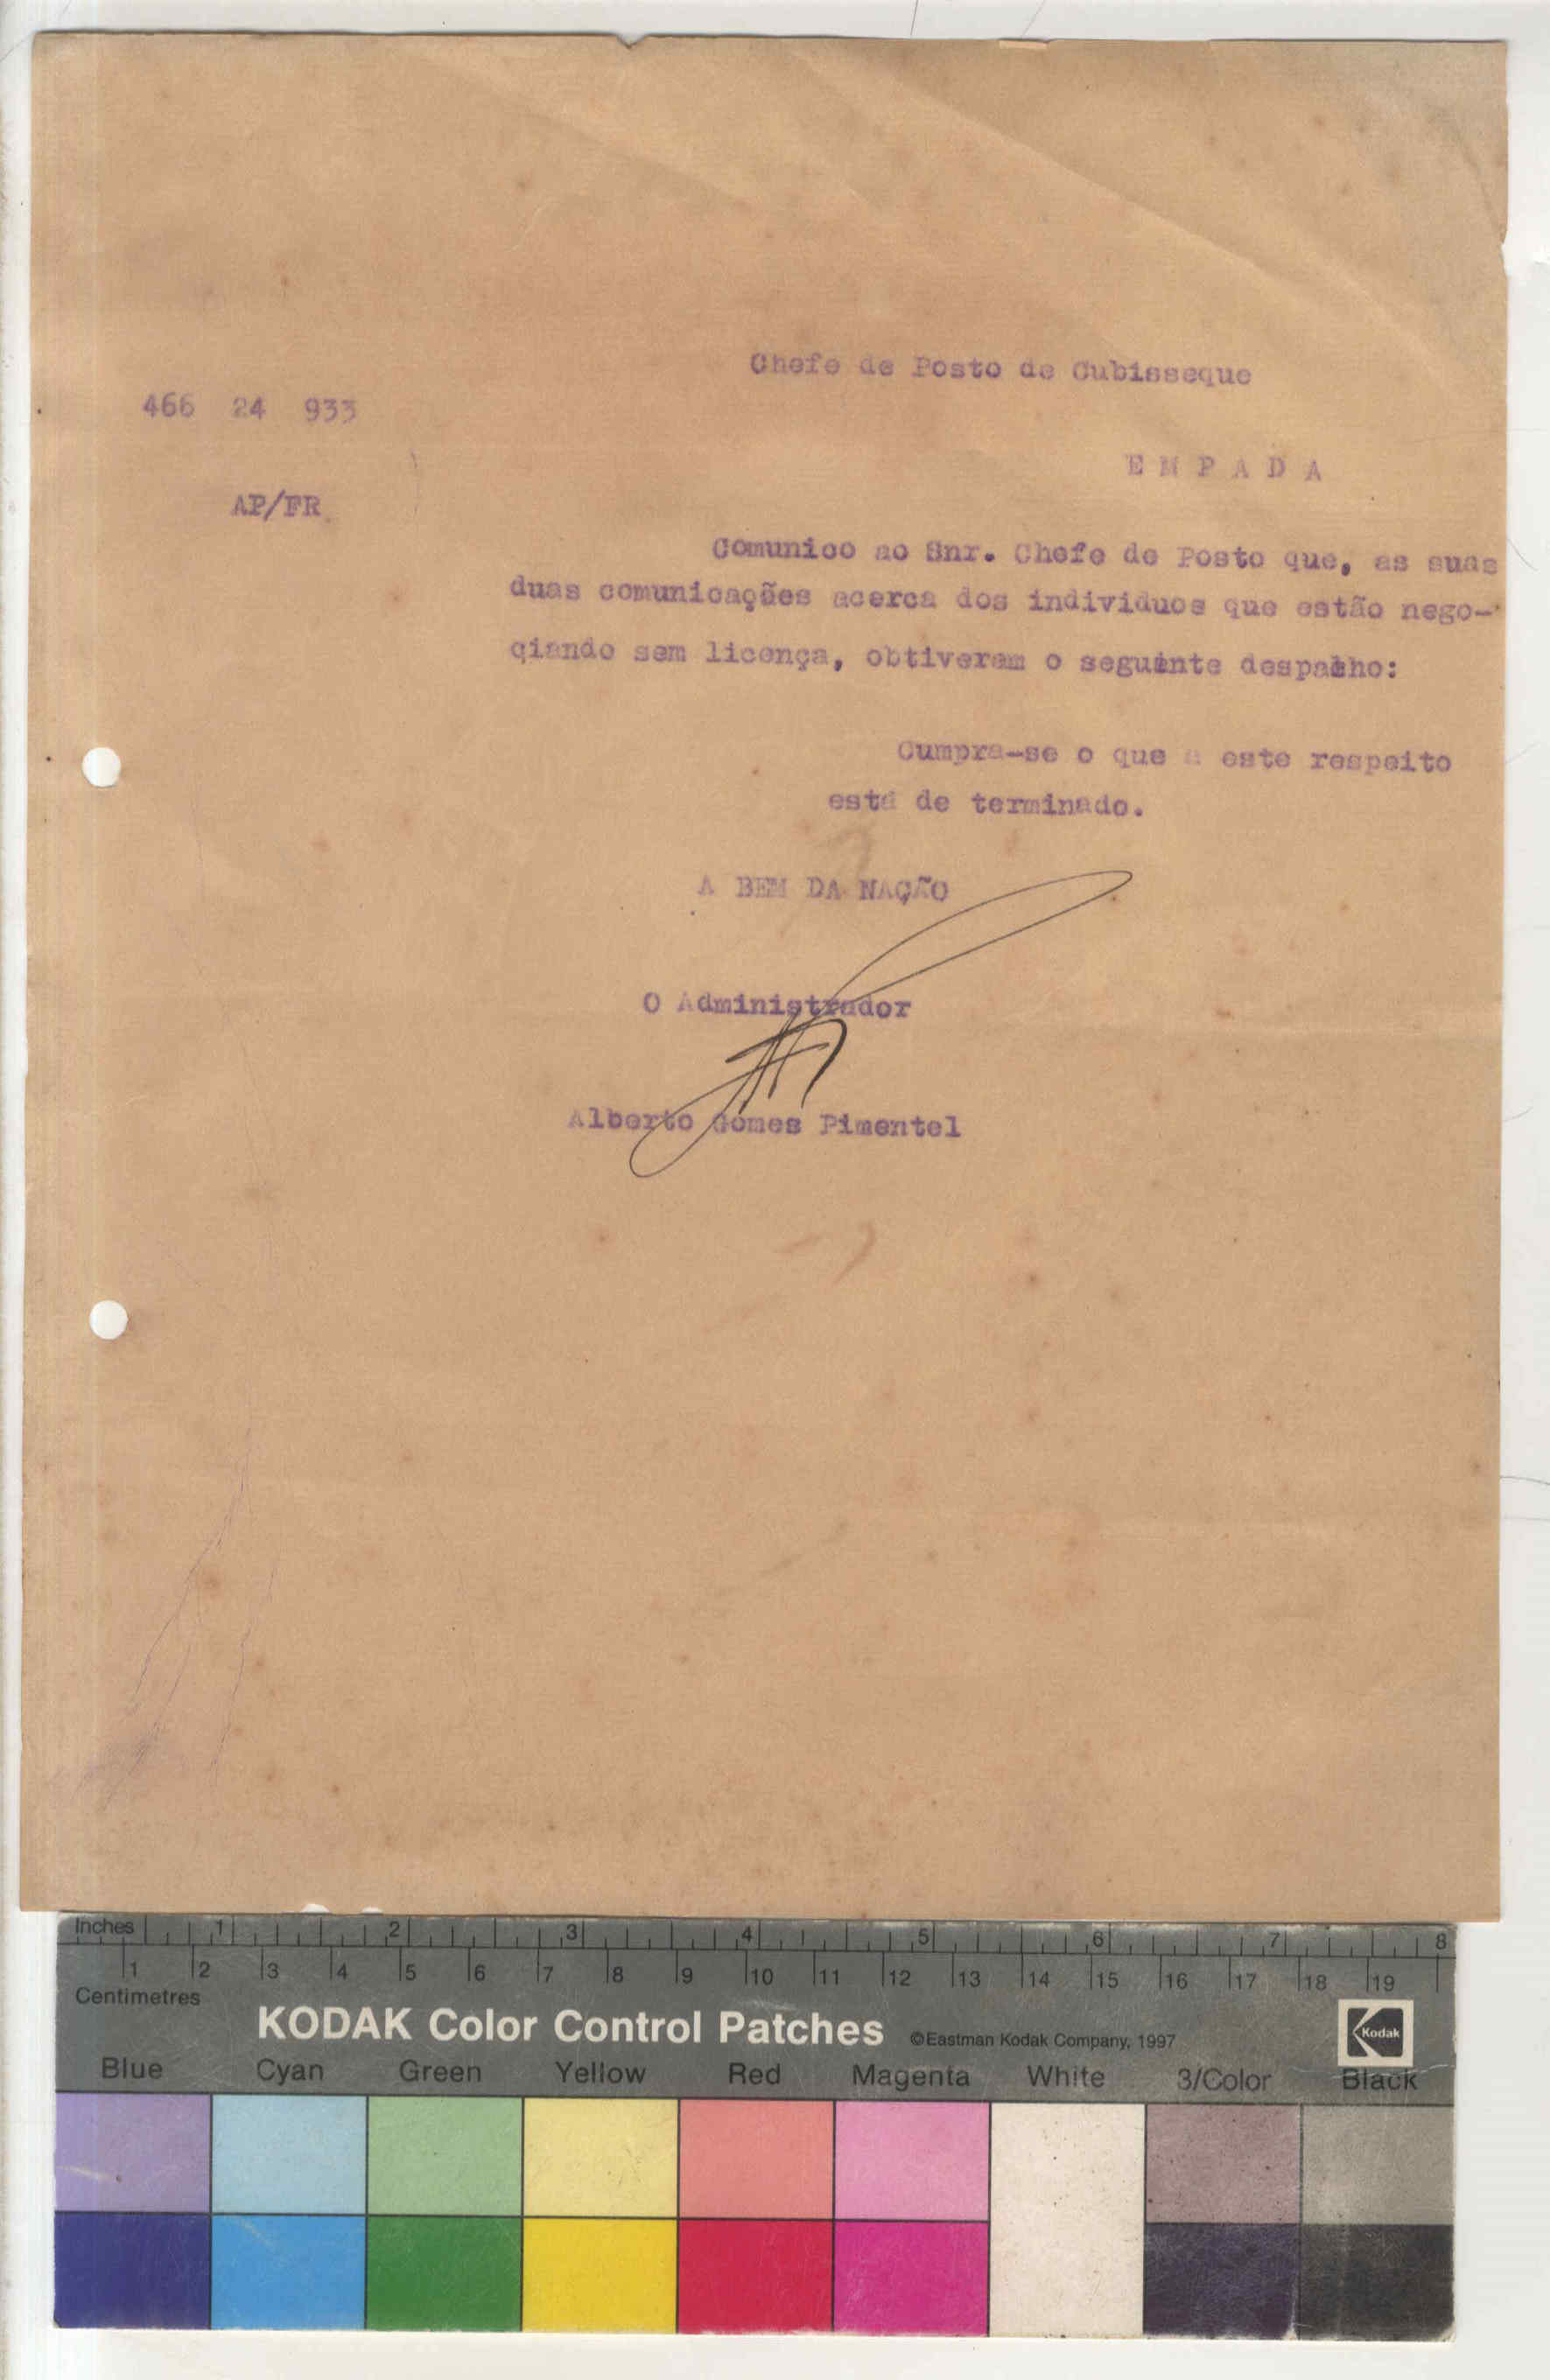 Chefe de Posto de Cubisseque
466 24 933
E M P A D A
AP/FR
Comunico ao Snr. Chefe de Posto que, as suas
duas comunicações acerca dos individuos que estão nego-
qiando sem licença, obtiveram o seguinte despacho:
Cumpra-se o que a este respeito
está de terminado.
A BEM DA NAÇÃO
O Administrador
Alberto Gomes Pimentel
Inches 1 2 3 4 5 6 7 8
1 2 3 4 5 6 7 8 9 10 11 12 13 14 15 16 17 18 19
Centimetres
KODAK Color Control Patches ©Eastman Kodak Company, 1997 Kodak
Blue Cyan Green Yellow Red Magenta White 3/Color Black